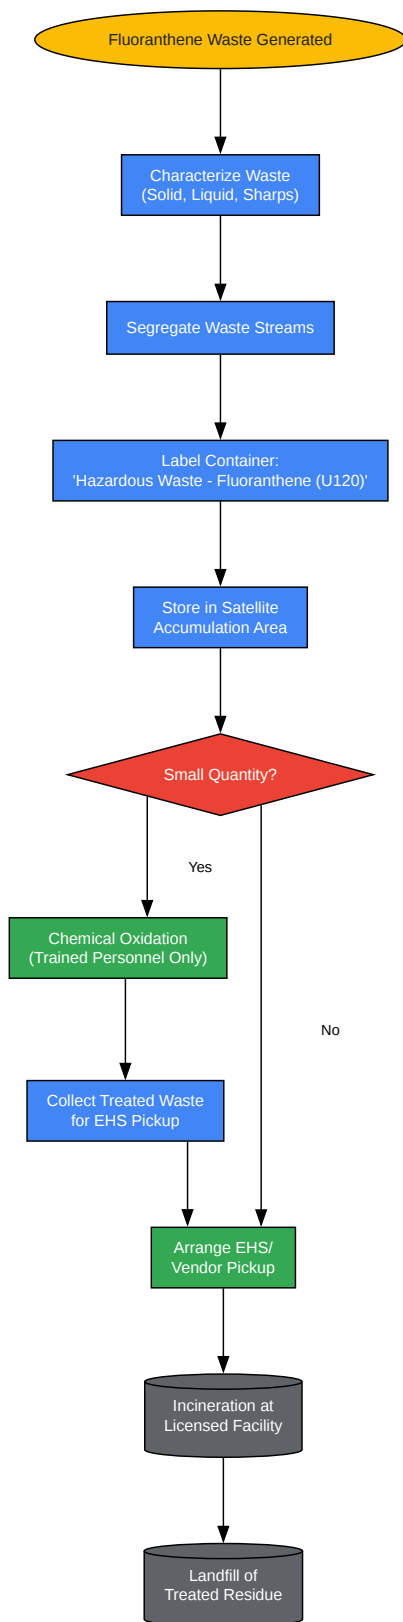 Fluoranthene Waste Generated
Characterize Waste
(Solid, Liquid, Sharps)
Segregate Waste Streams
Label Container:
'Hazardous Waste - Fluoranthene (U120)'
Store in Satellite
Accumulation Area
Small Quantity?
Yes
Chemical Oxidation
(Trained Personnel Only)
No
Collect Treated Waste
for EHS Pickup
Arrange EHS/
Vendor Pickup
Incineration at
Licensed Facility
Landfill of
Treated Residue